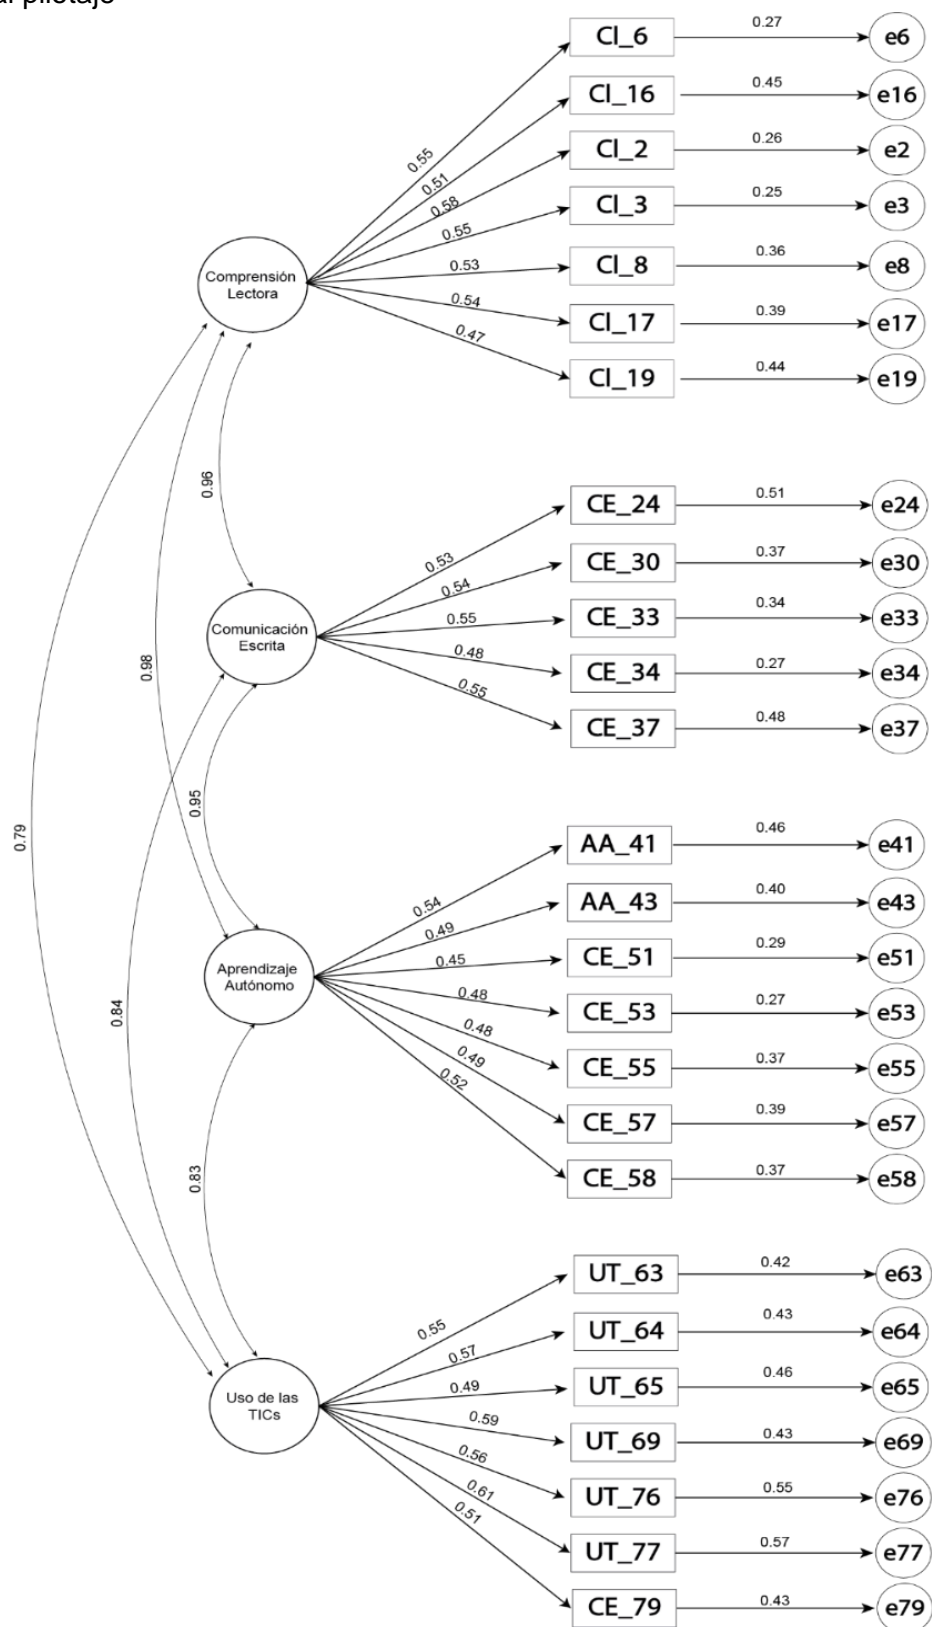 al pilotaje
Cl_6 0.27 e6
Cl_16 0.45 e16
Cl_2 0.26 e2
Cl_3 0.25 e3
Cl_8 0.36 e8
Cl_17 0.39 e17
Cl_19 0.44 e19
0.55
0.51
0.58
0.55
0.53
0.54
0.47
Comprensión
Lectora
0.96
CE_24 0.51 e24
CE_30 0.37 e30
CE_33 0.34 e33
CE_34 0.27 e34
CE_37 0.48 e37
0.53
0.54
0.55
0.48
0.55
Comunicación
Escrita
0.98
0.95
0.79
AA_41 0.46 e41
AA_43 0.40 e43
CE_51 0.29 e51
CE_53 0.27 e53
CE_55 0.37 e55
CE_57 0.39 e57
CE_58 0.37 e58
0.54
0.49
0.45
0.48
0.48
0.49
0.52
Aprendizaje
Autónomo
0.84
0.83
UT_63 0.42 e63
UT_64 0.43 e64
UT_65 0.46 e65
UT_69 0.43 e69
UT_76 0.55 e76
UT_77 0.57 e77
CE_79 0.43 e79
0.55
0.57
0.49
0.59
0.56
0.61
0.51
Uso de las
TICs